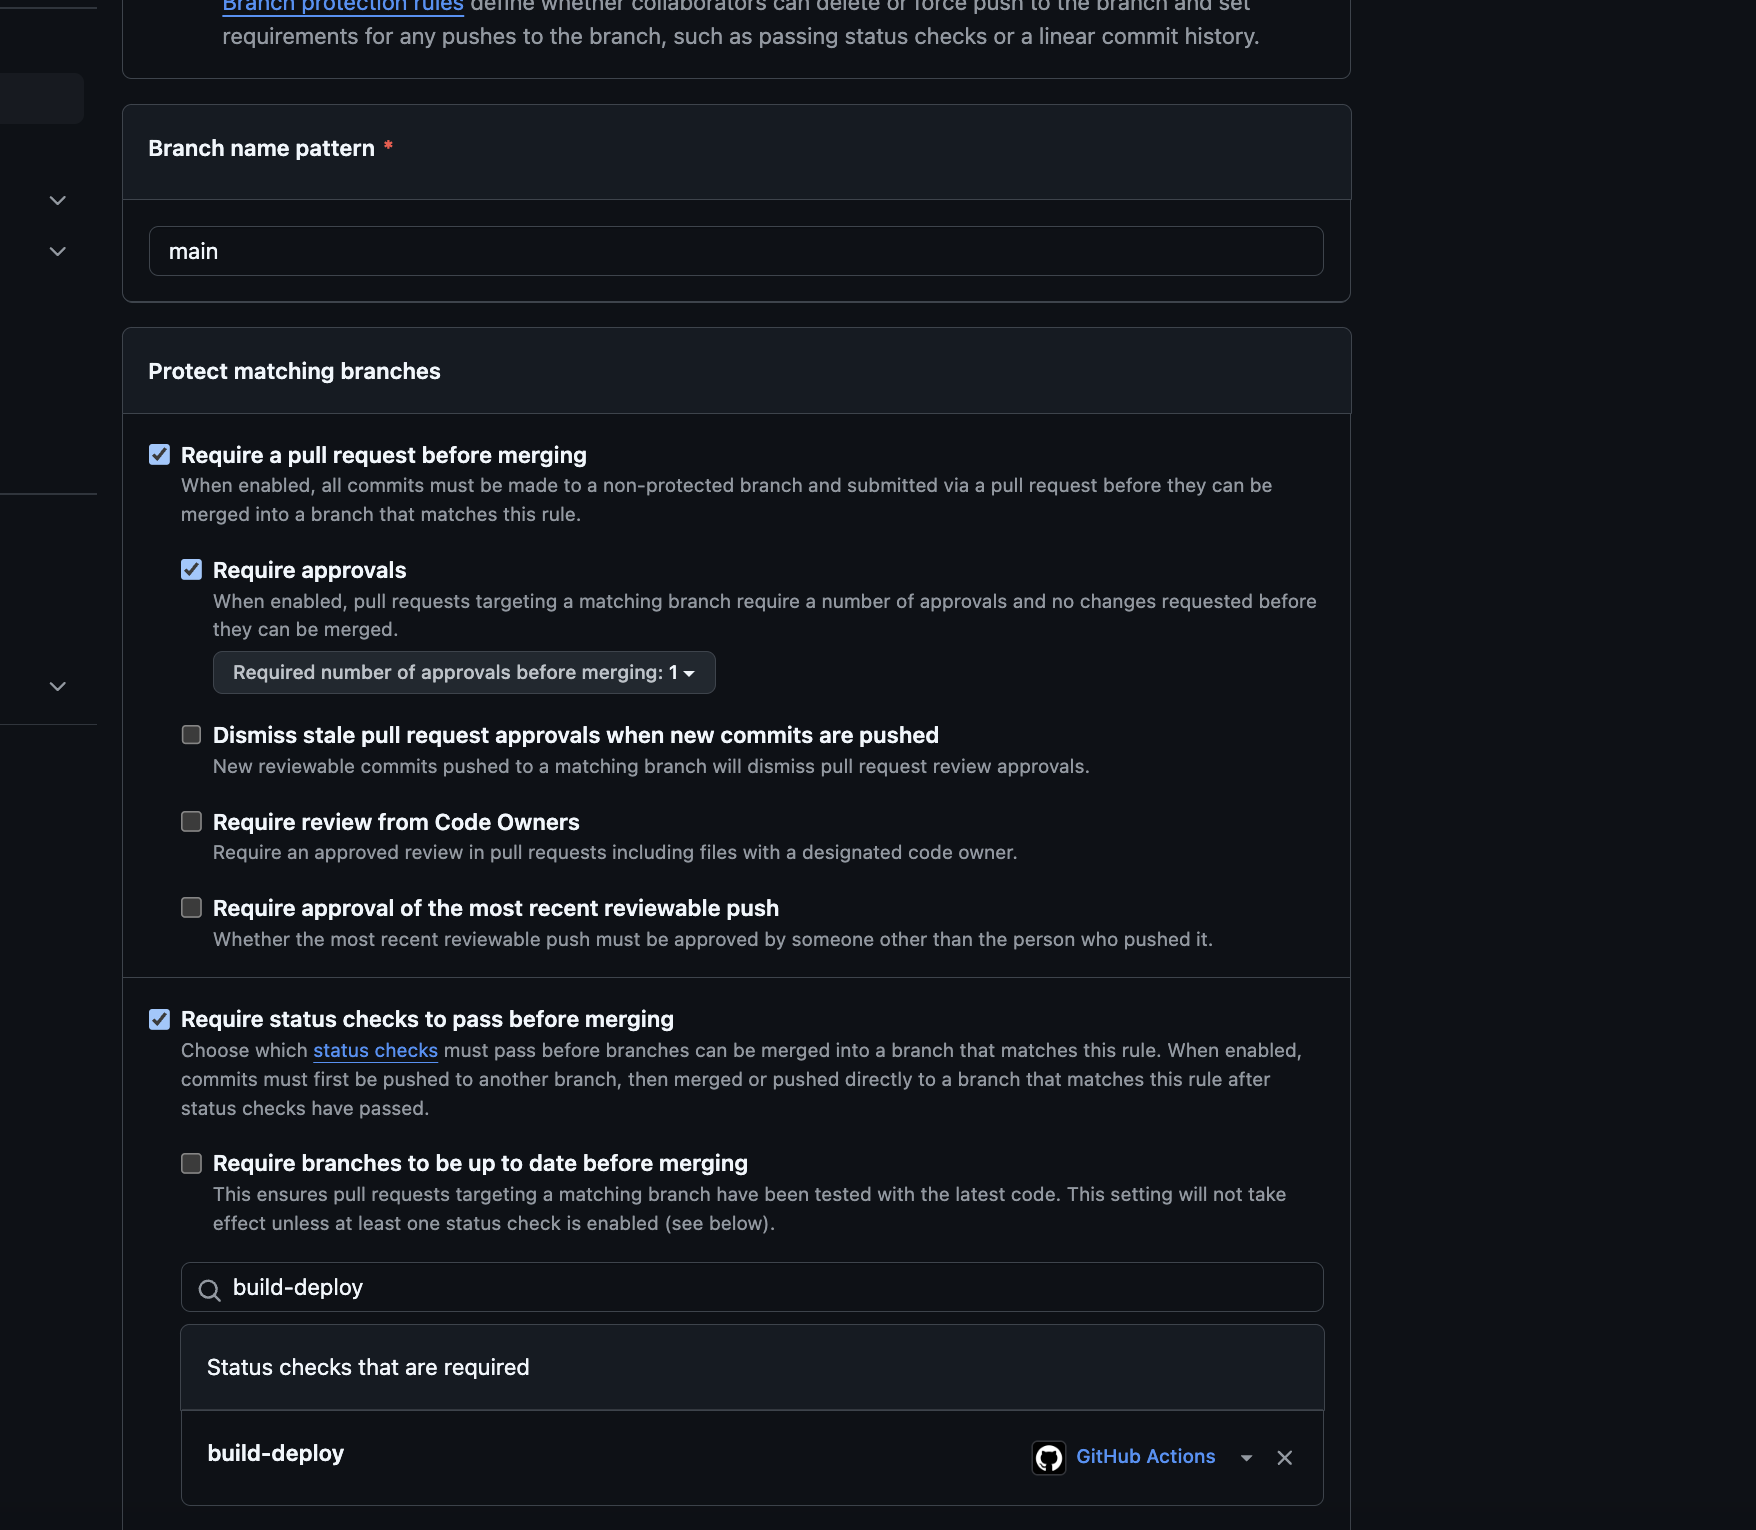 Branch protection rules define whether collaborators can delete or force push to the branch and set
requirements for any pushes to the branch, such as passing status checks or a linear commit history.
Branch name pattern *
main
Protect matching branches
Require a pull request before merging
When enabled, all commits must be made to a non-protected branch and submitted via a pull request before they can be
merged into a branch that matches this rule.
Require approvals
When enabled, pull requests targeting a matching branch require a number of approvals and no changes requested before
they can be merged.
Required number of approvals before merging: 1
Dismiss stale pull request approvals when new commits are pushed
New reviewable commits pushed to a matching branch will dismiss pull request review approvals.
Require review from Code Owners
Require an approved review in pull requests including files with a designated code owner.
Require approval of the most recent reviewable push
Whether the most recent reviewable push must be approved by someone other than the person who pushed it.
Require status checks to pass before merging
Choose which status checks must pass before branches can be merged into a branch that matches this rule. When enabled,
commits must first be pushed to another branch, then merged or pushed directly to a branch that matches this rule after
status checks have passed.
Require branches to be up to date before merging
This ensures pull requests targeting a matching branch have been tested with the latest code. This setting will not take
effect unless at least one status check is enabled (see below).
build-deploy
Status checks that are required
build-deploy GitHub Actions